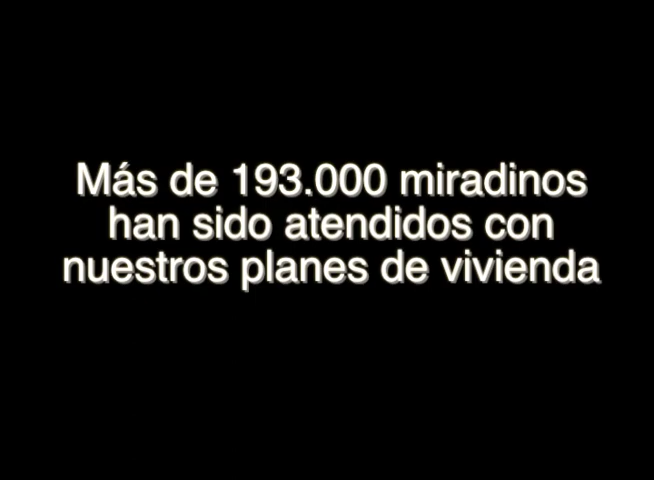 Más de 193.000 miradinos
han sido atendidos con
nuestros planes de vivienda